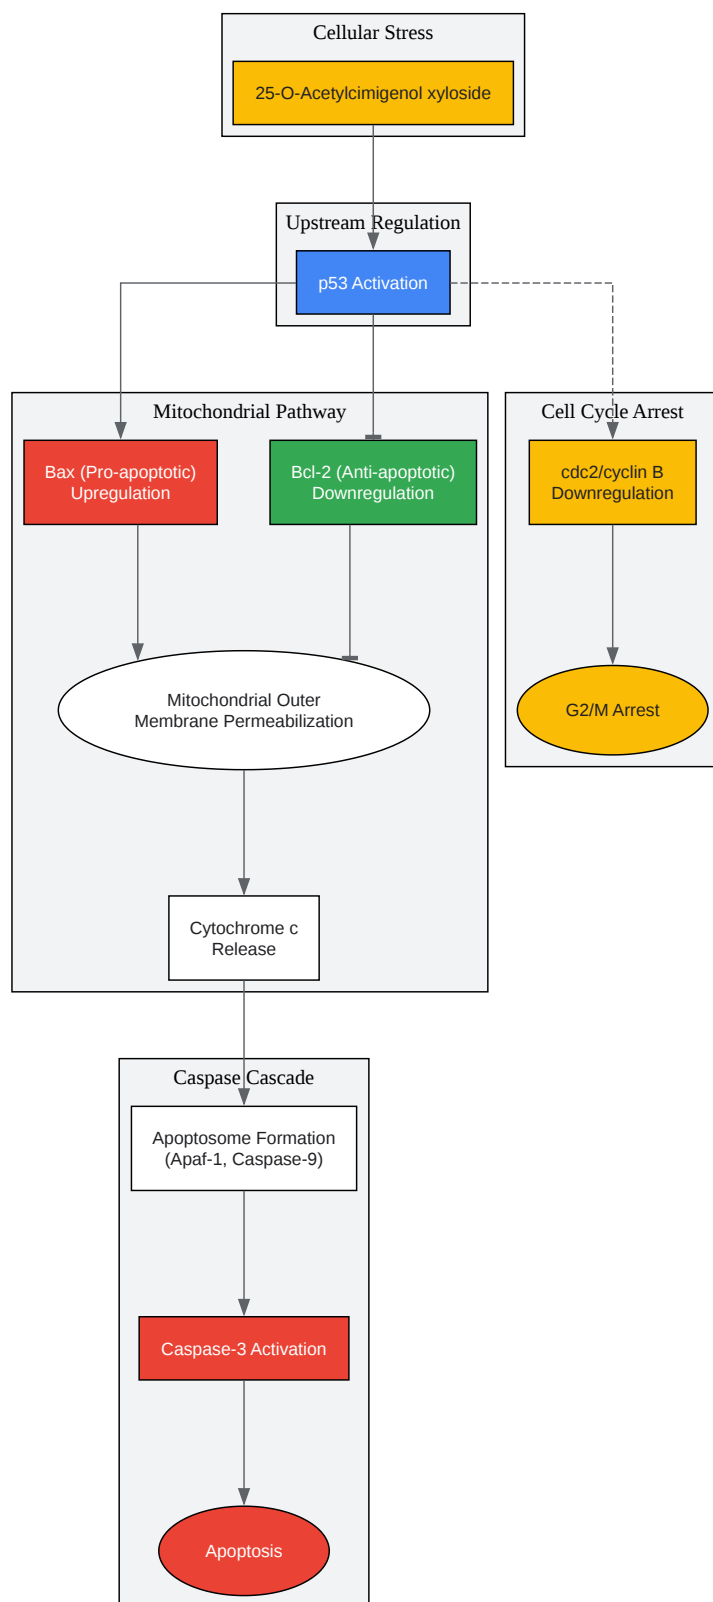 Cellular Stress
25-O-Acetylcimigenol xyloside
Upstream Regulation
p53 Activation
Mitochondrial Pathway
Cell Cycle Arrest
Bax (Pro-apoptotic)
Upregulation
Bcl-2 (Anti-apoptotic)
Downregulation
cdc2/cyclin B
Downregulation
Mitochondrial Outer
Membrane Permeabilization
G2/M Arrest
Cytochrome c
Release
Caspase Cascade
Apoptosome Formation
(Apaf-1, Caspase-9)
Caspase-3 Activation
Apoptosis